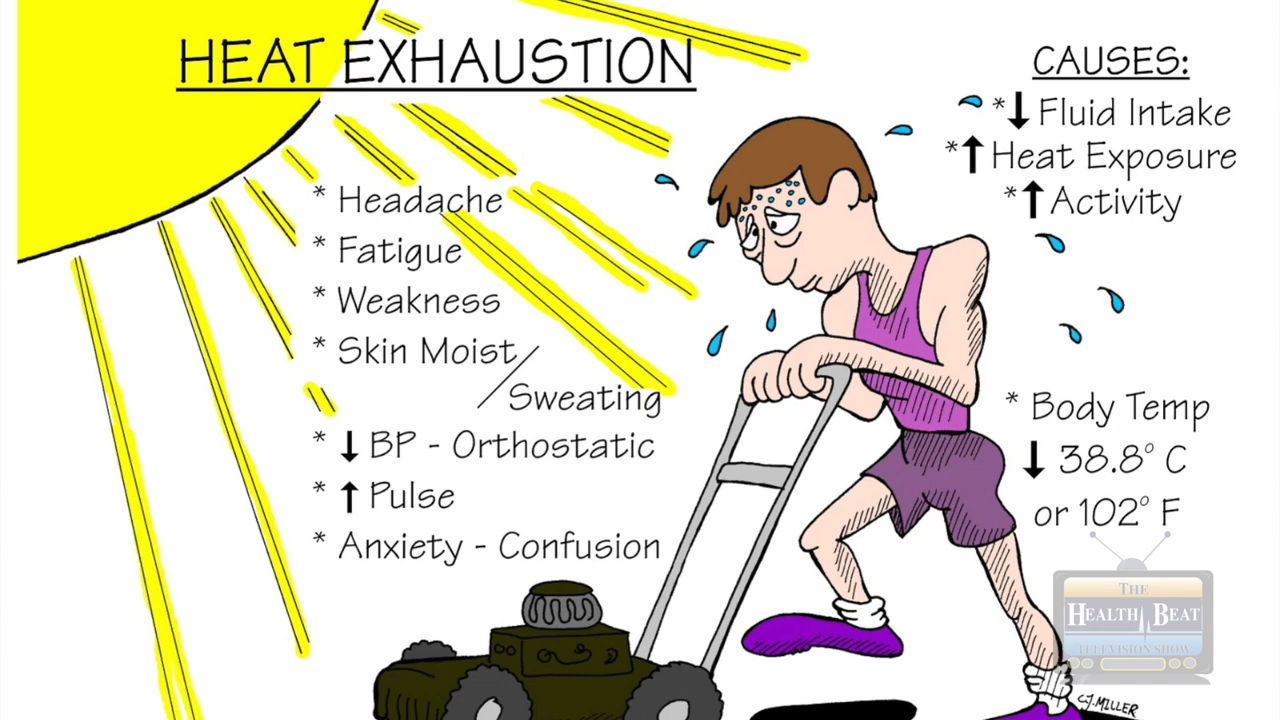 HEAT EXHAUSTION
* Headache
* Fatigue
* Weakness
* Skin Moist/
Sweating
* ↓ BP - Orthostatic
* ↑ Pulse
* Anxiety - Confusion
CAUSES:
*↓ Fluid Intake
*↑ Heat Exposure
*↑ Activity
* Body Temp
↓ 38.8° C
or 102° F
THE
HEALTH BEAT
TELEVISION SHOW
C.J. MILLER